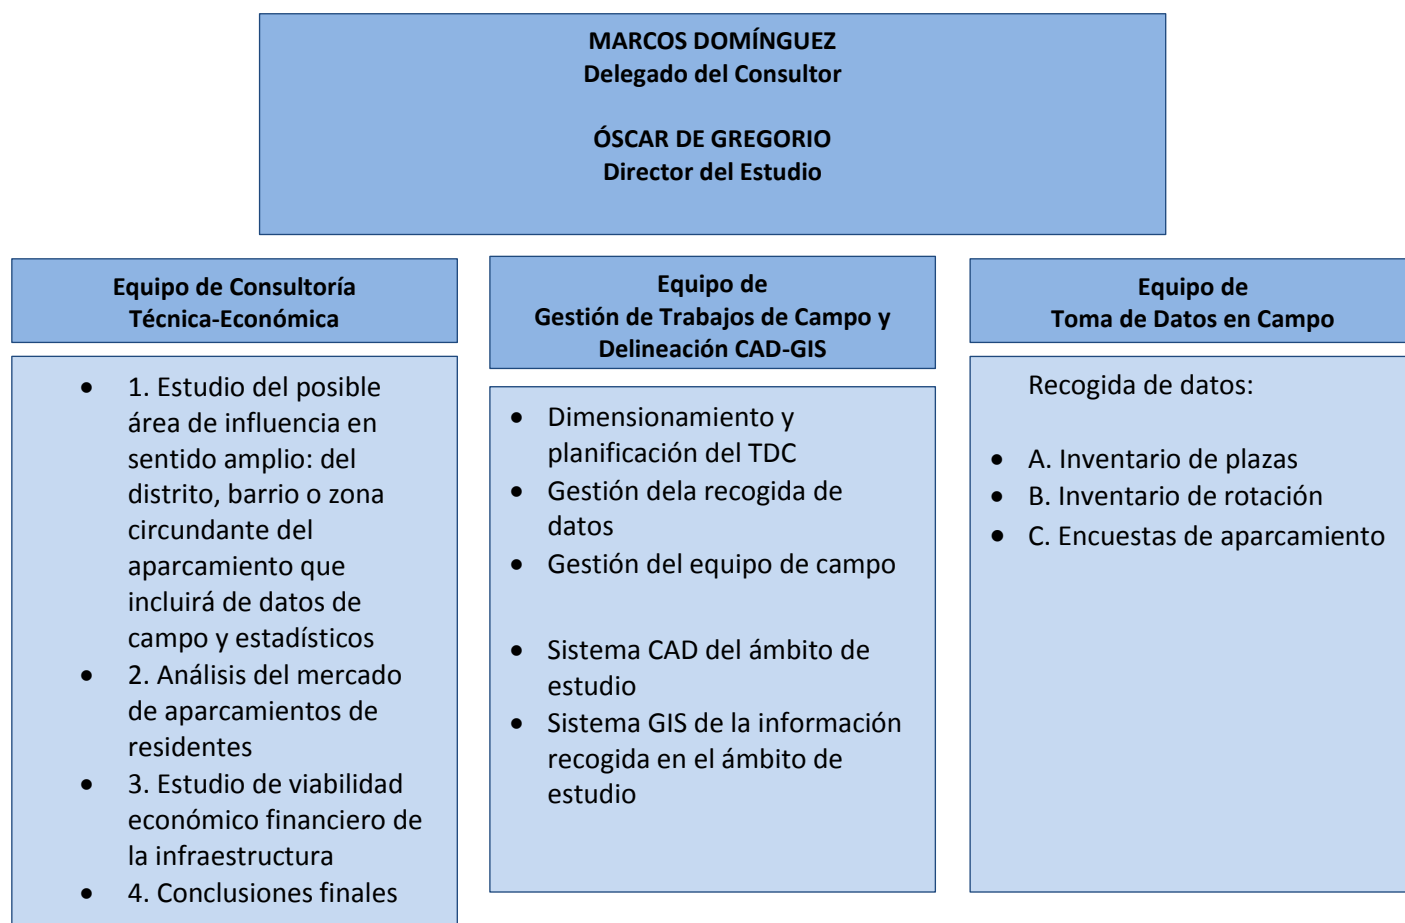 MARCOS DOMÍNGUEZ
Delegado del Consultor
ÓSCAR DE GREGORIO
Director del Estudio
Equipo de Consultoría
Técnica-Económica
• 1. Estudio del posible
área de influencia en
sentido amplio: del
distrito, barrio o zona
circundante del
aparcamiento que
incluirá de datos de
campo y estadísticos
• 2. Análisis del mercado
de aparcamientos de
residentes
• 3. Estudio de viabilidad
económico financiero de
la infraestructura
• 4. Conclusiones finales
Equipo de
Gestión de Trabajos de Campo y
Delineación CAD-GIS
• Dimensionamiento y
planificación del TDC
• Gestión dela recogida de
datos
• Gestión del equipo de campo
• Sistema CAD del ámbito de
estudio
• Sistema GIS de la información
recogida en el ámbito de
estudio
Equipo de
Toma de Datos en Campo
Recogida de datos:
• A. Inventario de plazas
• B. Inventario de rotación
• C. Encuestas de aparcamiento